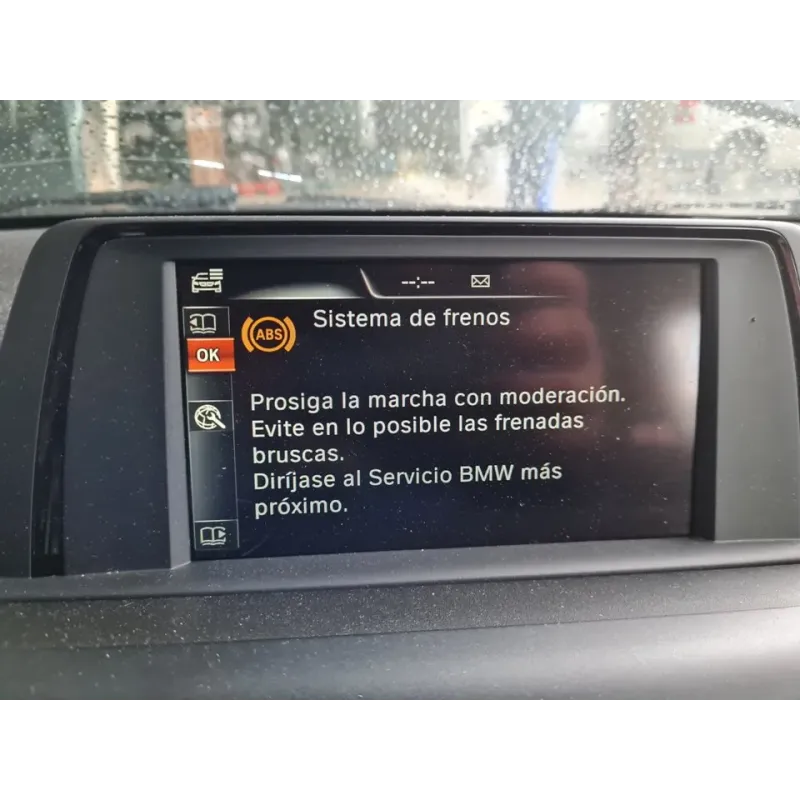 --:--
ABS
Sistema de frenos
OK
Prosiga la marcha con moderación.
Evite en lo posible las frenadas
bruscas.
Diríjase al Servicio BMW más
próximo.